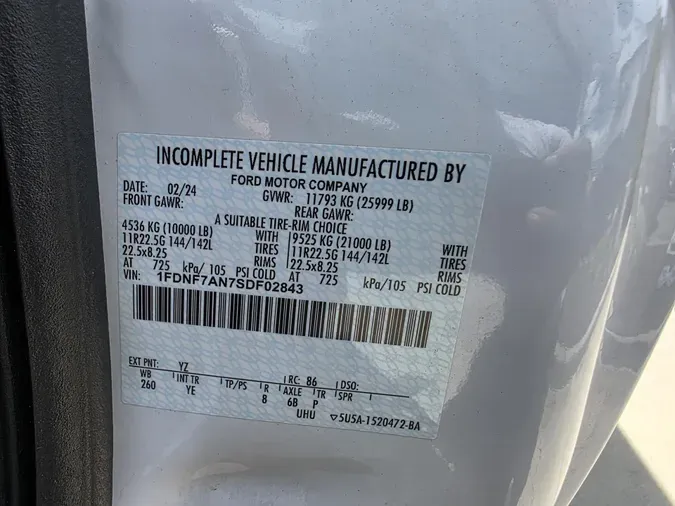 INCOMPLETE VEHICLE MANUFACTURED BY
FORD MOTOR COMPANY
DATE: 02/24 GVWR: 11793 KG (25999 LB)
FRONT GAWR: REAR GAWR:
A SUITABLE TIRE-RIM CHOICE
4536 KG (10000 LB) WITH 9525 KG (21000 LB) WITH
11R22.5G 144/142L TIRES 11R22.5G 144/142L TIRES
22.5x8.25 RIMS 22.5x8.25 RIMS
AT 725 kPa/105 PSI COLD AT 725 kPa/105 PSI COLD
VIN: 1FDNF7AN7SDF02843
EXT PNT: YZ RC: 86 DSO:
WB INT TR TP/PS R AXLE TR SPR
260 YE 8 6B P
UHU ▽5U5A-1520472-BA